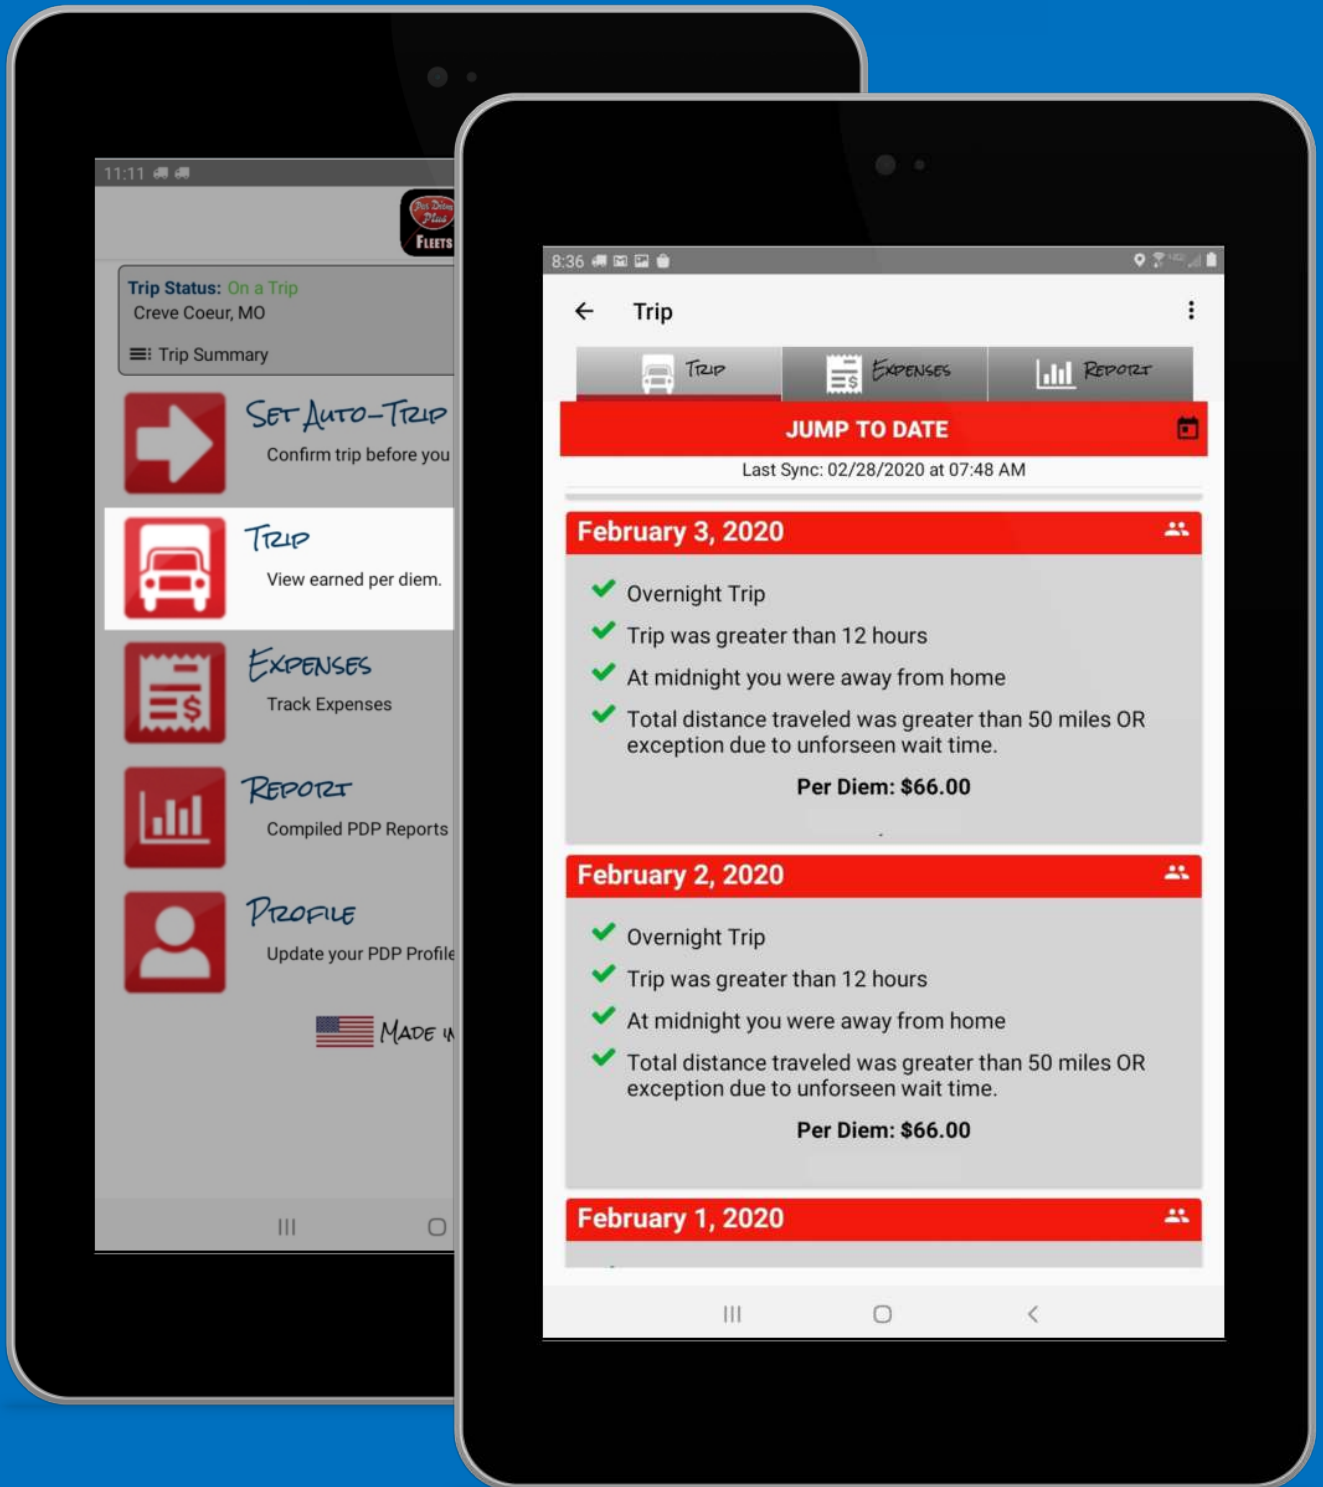 11:11
Per Diem
Plus
FLEETS
Trip Status: On a Trip
Creve Coeur, MO
Trip Summary
SET AUTO-TRIP
Confirm trip before you
TRIP
View earned per diem.
EXPENSES
Track Expenses
REPORT
Compiled PDP Reports
PROFILE
Update your PDP Profile
MADE IN
8:36
Trip
TRIP EXPENSES REPORT
JUMP TO DATE
Last Sync: 02/28/2020 at 07:48 AM
February 3, 2020
Overnight Trip
Trip was greater than 12 hours
At midnight you were away from home
Total distance traveled was greater than 50 miles OR
exception due to unforseen wait time.
Per Diem: $66.00
February 2, 2020
Overnight Trip
Trip was greater than 12 hours
At midnight you were away from home
Total distance traveled was greater than 50 miles OR
exception due to unforseen wait time.
Per Diem: $66.00
February 1, 2020